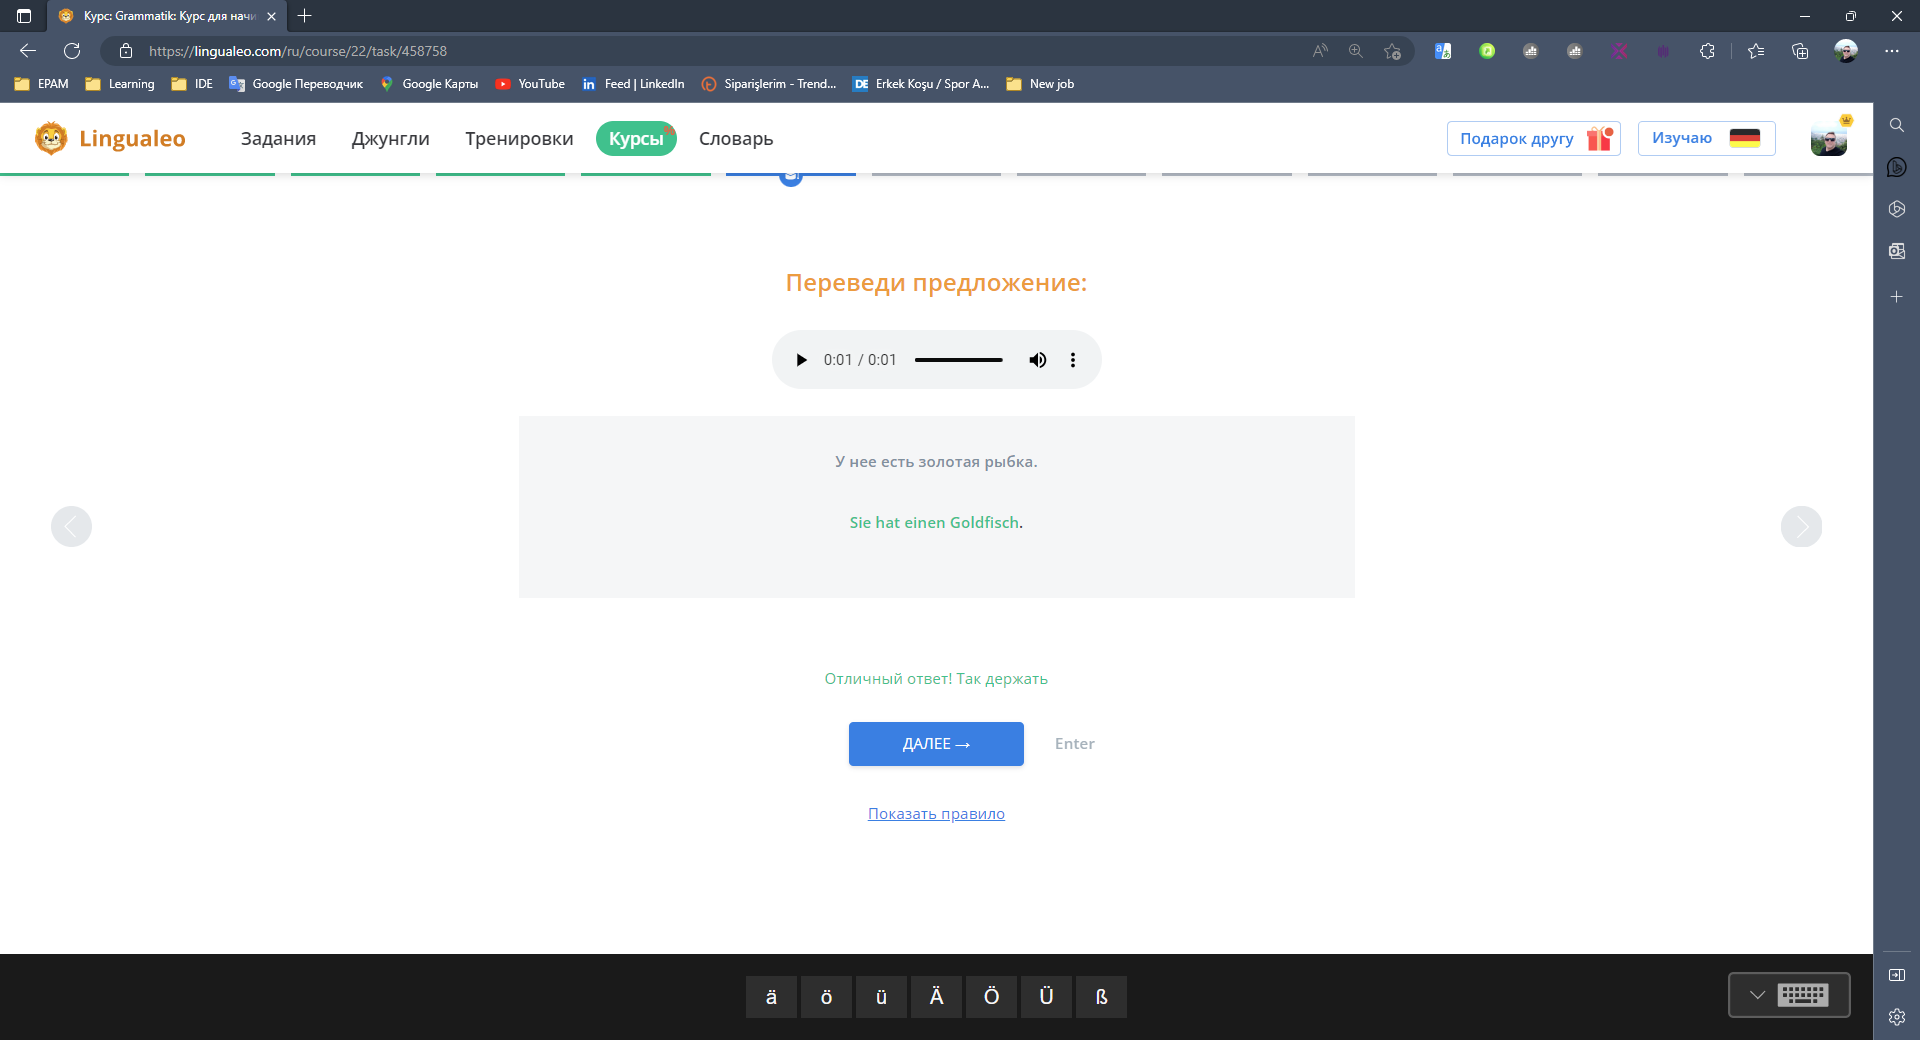 Курс: Grammatik: Курс для начи
https://lingualeo.com/ru/course/22/task/458758
EPAM
Learning
IDE
Google Переводчик
Google Карты
YouTube
Feed | LinkedIn
Siparişlerim - Trend...
Erkek Koşu / Spor A...
New job
Lingualeo
Задания
Джунгли
Тренировки
Курсы
Словарь
Подарок другу
Изучаю
Переведи предложение:
0:01 / 0:01
У нее есть золотая рыбка.
Sie hat einen Goldfisch.
Отличный ответ! Так держать
ДАЛЕЕ →
Enter
Показать правило
ä ö ü Ä Ö Ü ß